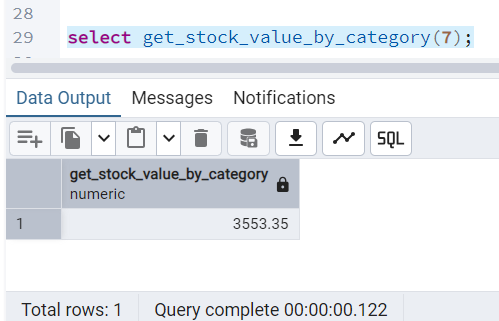 28
29 select get_stock_value_by_category(7);
Data Output Messages Notifications
SQL
get_stock_value_by_category
numeric
1 3553.35
Total rows: 1 Query complete 00:00:00.122